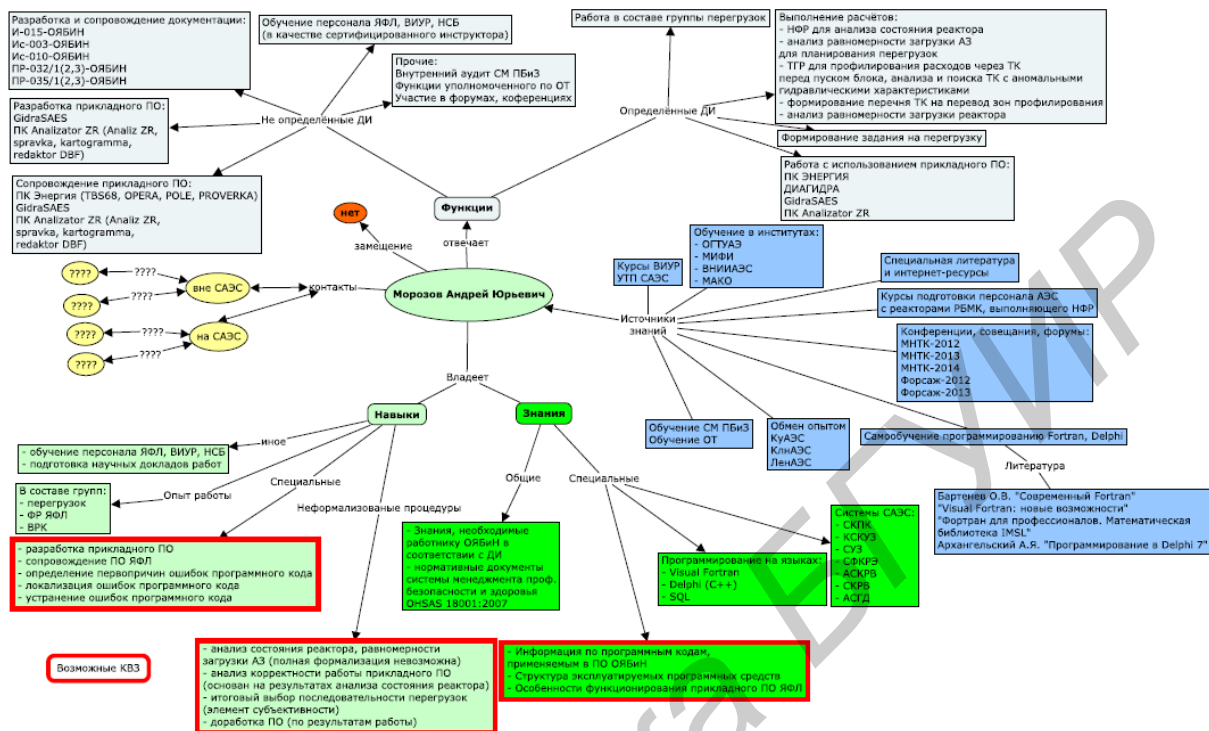 Разработка и сопровождение документации:
И-015-ОЯБИН
Ис-003-ОЯБИН
Ис-010-ОЯБИН
ПР-032/1(2,3)-ОЯБИН
ПР-035/1(2,3)-ОЯБИН
Обучение персонала ЯФЛ, ВИУР, НСБ
(в качестве сертифицированного инструктора)
Прочие:
Внутренний аудит СМ ПБиЗ
Функции уполномоченного по ОТ
Участие в форумах, коференциях
Разработка прикладного ПО:
GidraSAES
ПК Analizator ZR (Analiz ZR,
spravka, kartogramma,
redaktor DBF)
Не определённые ДИ
Сопровождение прикладного ПО:
ПК Энергия (TBS68, OPERA, POLE, PROVERKA)
GidraSAES
ПК Analizator ZR (Analiz ZR,
spravka, kartogramma,
redaktor DBF)
Работа в составе группы перегрузок
Выполнение расчётов:
- НФР для анализа состояния реактора
- анализ равномерности загрузки АЗ
для планирования перегрузок
- ТГР для профилирования расходов через ТК
перед пуском блока, анализа и поиска ТК с аномальными
гидравлическими характеристиками
- формирование перечня ТК на перевод зон профилирования
- анализ равномерности загрузки реактора
Определённые ДИ
Формирование задания на перегрузку
Работа с использованием прикладного ПО:
ПК ЭНЕРГИЯ
ДИАГИДРА
GidraSAES
ПК Analizator ZR
Функции
нет
замещение
отвечает
Морозов Андрей Юрьевич
контакты
вне САЭС
на САЭС
????
????
????
????
????
????
????
????
Источники
знаний
Курсы ВИУР
УТП САЭС
Обучение в институтах:
- ОГТУАЭ
- МИФИ
- ВНИИАЭС
- МАКО
Специальная литература
и интернет-ресурсы
Курсы подготовки персонала АЭС
с реакторами РБМК, выполняющего НФР
Конференции, совещания, форумы:
МНТК-2012
МНТК-2013
МНТК-2014
Форсаж-2012
Форсаж-2013
Обучение СМ ПБиЗ
Обучение ОТ
Обмен опытом
КуАЭС
КлнАЭС
ЛенАЭС
Самообучение программированию Fortran, Delphi
Литература
Бартенев О.В. "Современный Fortran"
"Visual Fortran: новые возможности"
"Фортран для профессионалов. Математическая
библиотека IMSL"
Архангельский А.Я. "Программирование в Delphi 7"
Владеет
Навыки
Знания
иное
- обучение персонала ЯФЛ, ВИУР, НСБ
- подготовка научных докладов работ
Опыт работы
В составе групп:
- перегрузок
- ФР ЯФЛ
- ВРК
Специальные
- разработка прикладного ПО
- сопровождение ПО ЯФЛ
- определение первопричин ошибок программного кода
- локализация ошибок программного кода
- устранение ошибок программного кода
Неформализованые процедуры
- анализ состояния реактора, равномерности
загрузки АЗ (полная формализация невозможна)
- анализ корректности работы прикладного ПО
(основан на результатах анализа состояния реактора)
- итоговый выбор последовательности перегрузок
(элемент субъективности)
- доработка ПО (по результатам работы)
Общие
- Знания, необходимые
работнику ОЯБиН в
соответствии с ДИ
- нормативные документы
системы менеджмента проф.
безопасности и здоровья
OHSAS 18001:2007
Специальные
Программирование на языках:
- Visual Fortran
- Delphi (C++)
- SQL
Системы САЭС:
- СКПК
- КСКУЗ
- СУЗ
- СФКРЭ
- АСКРВ
- СКРВ
- АСГД
- Информация по программным кодам,
применяемым в ПО ОЯБиН
- Структура эксплуатируемых программных средств
- Особенности функционирования прикладного ПО ЯФЛ
Возможные КВЗ
БГУИР